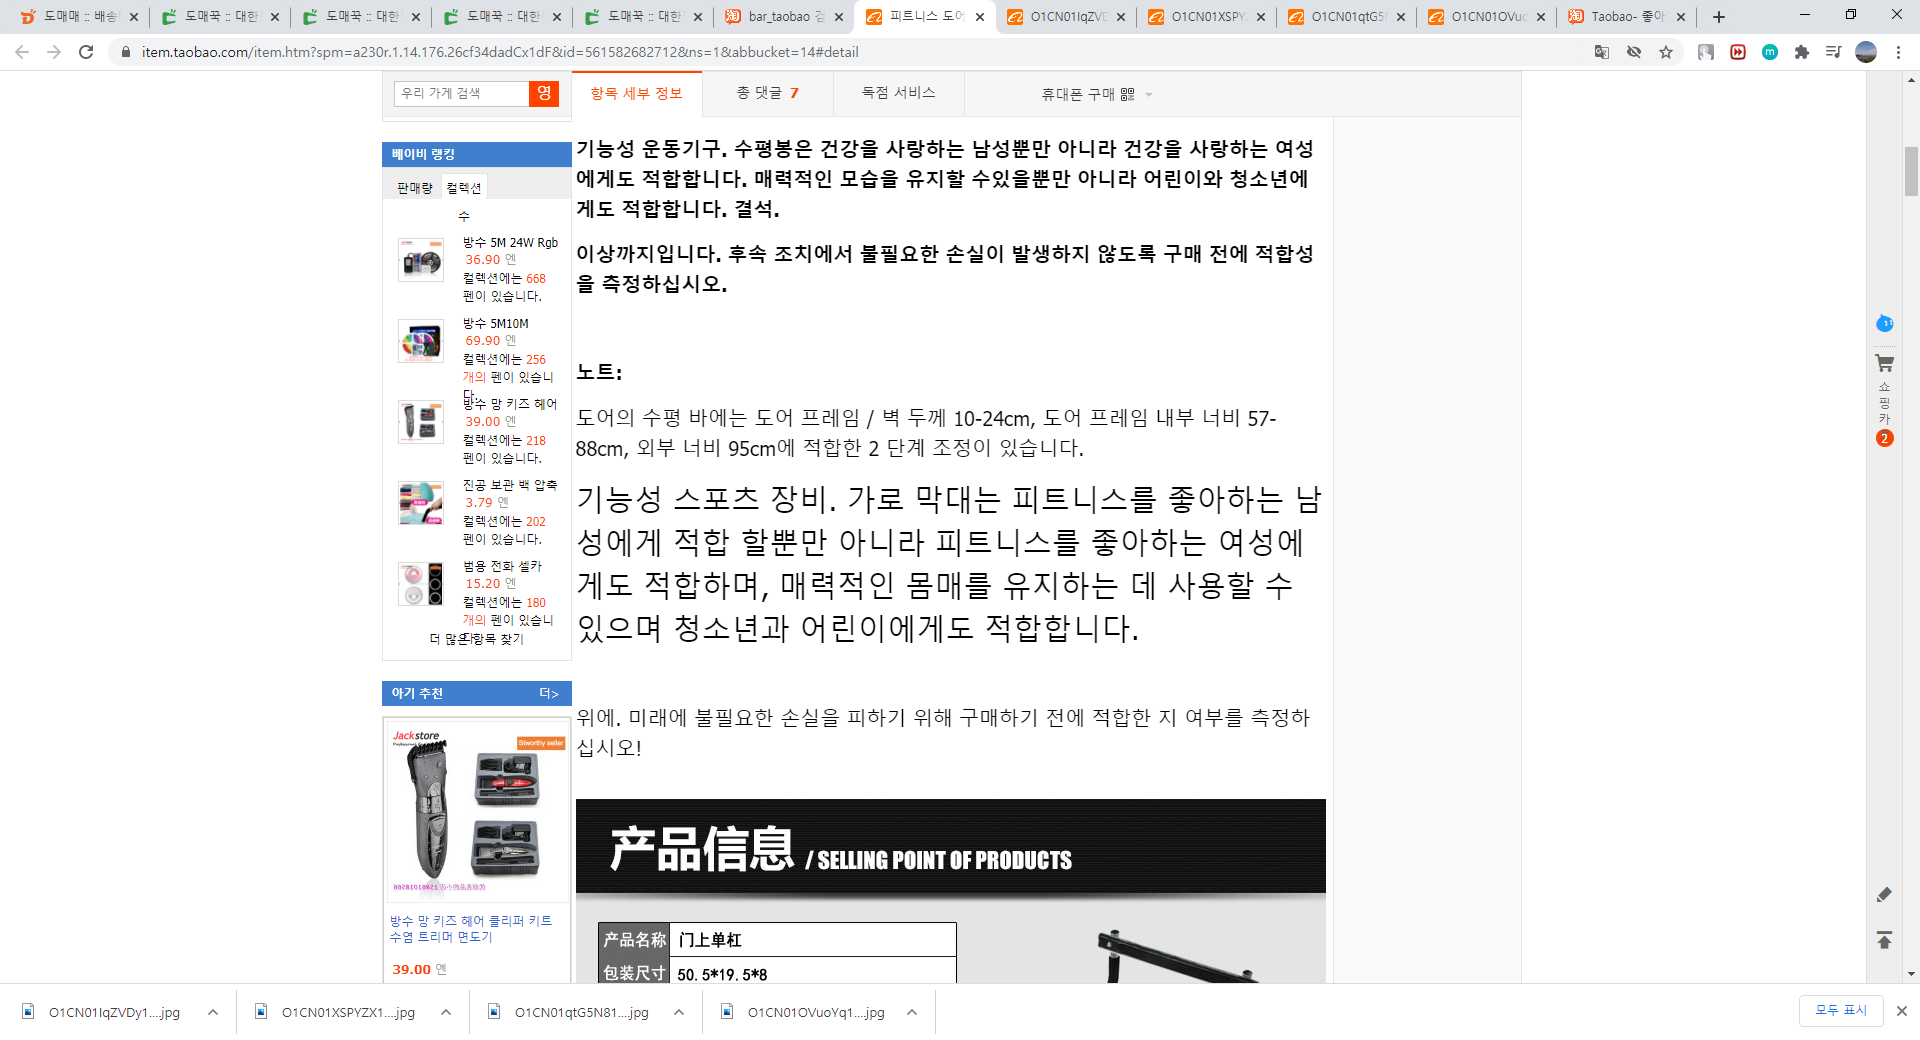 도매매 :: 배송
도매꾹 :: 대한
도매꾹 :: 대한
도매꾹 :: 대한
도매꾹 :: 대한
bar_taobao 검
피트니스 도어
O1CN01IqZVD
O1CN01XSPYZ
O1CN01qtG5N
O1CN01OVuo
Taobao- 좋아
item.taobao.com/item.htm?spm=a230r.1.14.176.26cf34dadCx1dF&id=561582682712&ns=1&abbucket=14#detail
우리 가게 검색
영
항목 세부 정보
총 댓글 7
독점 서비스
휴대폰 구매
베이비 랭킹
판매량
컬렉션
수
방수 5M 24W Rgb
36.90 엔
컬렉션에는 668
펜이 있습니다.
방수 5M10M
69.90 엔
컬렉션에는 256
개의 펜이 있습니
다.
방수 망 키즈 헤어
39.00 엔
컬렉션에는 218
펜이 있습니다.
진공 보관 백 압축
3.79 엔
컬렉션에는 202
펜이 있습니다.
범용 전화 셀카
15.20 엔
컬렉션에는 180
개의 펜이 있습니
더 많은 항목 찾기
아기 추천
더>
Jackstore
Stworthy seller
방수 망 키즈 헤어 클리퍼 키트
수염 트리머 면도기
39.00 엔
기능성 운동기구. 수평봉은 건강을 사랑하는 남성뿐만 아니라 건강을 사랑하는 여성
에게도 적합합니다. 매력적인 모습을 유지할 수있을뿐만 아니라 어린이와 청소년에
게도 적합합니다. 결석.
이상까지입니다. 후속 조치에서 불필요한 손실이 발생하지 않도록 구매 전에 적합성
을 측정하십시오.
노트:
도어의 수평 바에는 도어 프레임 / 벽 두께 10-24cm, 도어 프레임 내부 너비 57-
88cm, 외부 너비 95cm에 적합한 2 단계 조정이 있습니다.
기능성 스포츠 장비. 가로 막대는 피트니스를 좋아하는 남
성에게 적합 할뿐만 아니라 피트니스를 좋아하는 여성에
게도 적합하며, 매력적인 몸매를 유지하는 데 사용할 수
있으며 청소년과 어린이에게도 적합합니다.
위에. 미래에 불필요한 손실을 피하기 위해 구매하기 전에 적합한 지 여부를 측정하
십시오!
产品信息 / SELLING POINT OF PRODUCTS
产品名称 门上单杠
包装尺寸 50.5*19.5*8
쇼
핑
카
2
O1CN01IqZVDy1....jpg
O1CN01XSPYZX1....jpg
O1CN01qtG5N81....jpg
O1CN01OVuoYq1....jpg
모두 표시